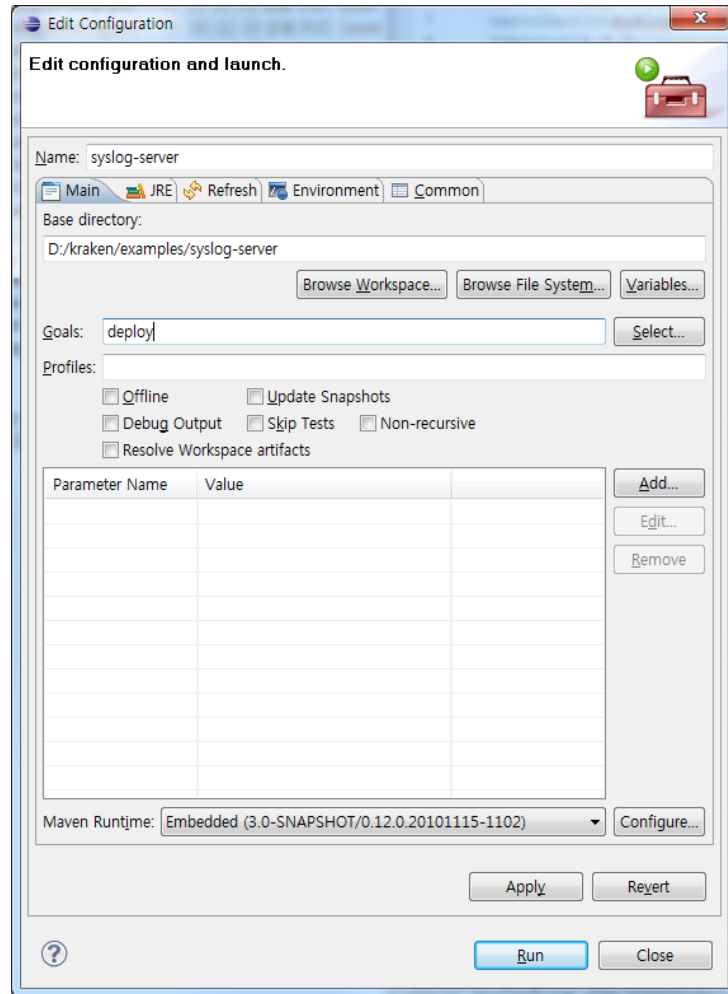 Edit Configuration
Edit configuration and launch.
Name: syslog-server
Main JRE Refresh Environment Common
Base directory:
D:/kraken/examples/syslog-server
Browse Workspace... Browse File System... Variables...
Goals: deploy Select...
Profiles:
Offline Update Snapshots
Debug Output Skip Tests Non-recursive
Resolve Workspace artifacts
Parameter Name Value Add...
Edit...
Remove
Maven Runtime: Embedded (3.0-SNAPSHOT/0.12.0.20101115-1102) Configure...
Apply Revert
Run Close